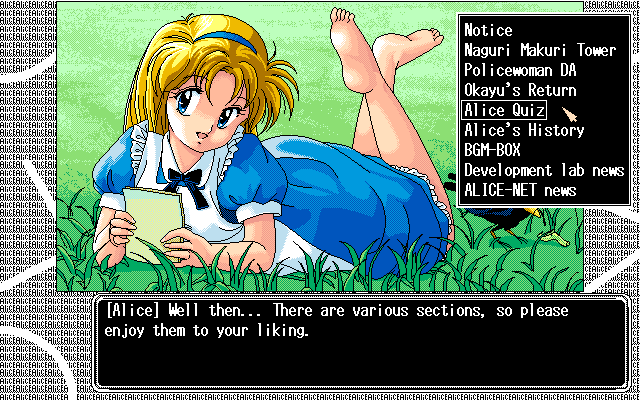 Notice
Naguri Makuri Tower
Policewoman DA
Okayu's Return
Alice Quiz
Alice's History
BGM-BOX
Development lab news
ALICE-NET news
[Alice] Well then... There are various sections, so please
enjoy them to your liking.